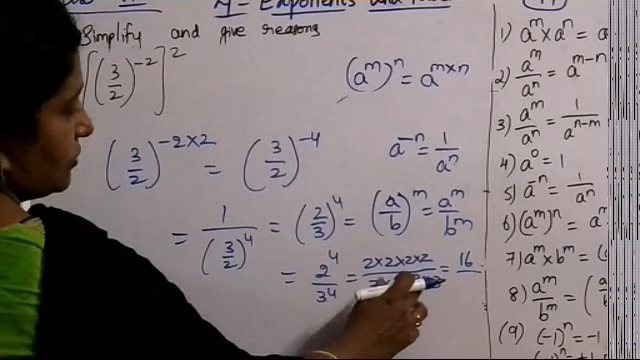 Exponents and
Simplify and give reasons
[(3/2)^-2]^2
(a^m)^n = a^(m×n)
(3/2)^(-2×2) = (3/2)^-4
a^-n = 1/a^n
= 1/(3/2)^4 = (2/3)^4 = (a/b)^m = a^m/b^m
= 2^4/3^4 = 2×2×2×2/ = 16/
1) a^m × a^n =
2) a^m/a^n = a^(m-n)
3) a^m/a^n = 1/a^(n-m)
4) a^0 = 1
5) a^-n = 1/a^n
6) (a^m)^n = a^m
7) a^m × b^m = (
8) a^m/b^m = (
(9) (-1)^n = -1